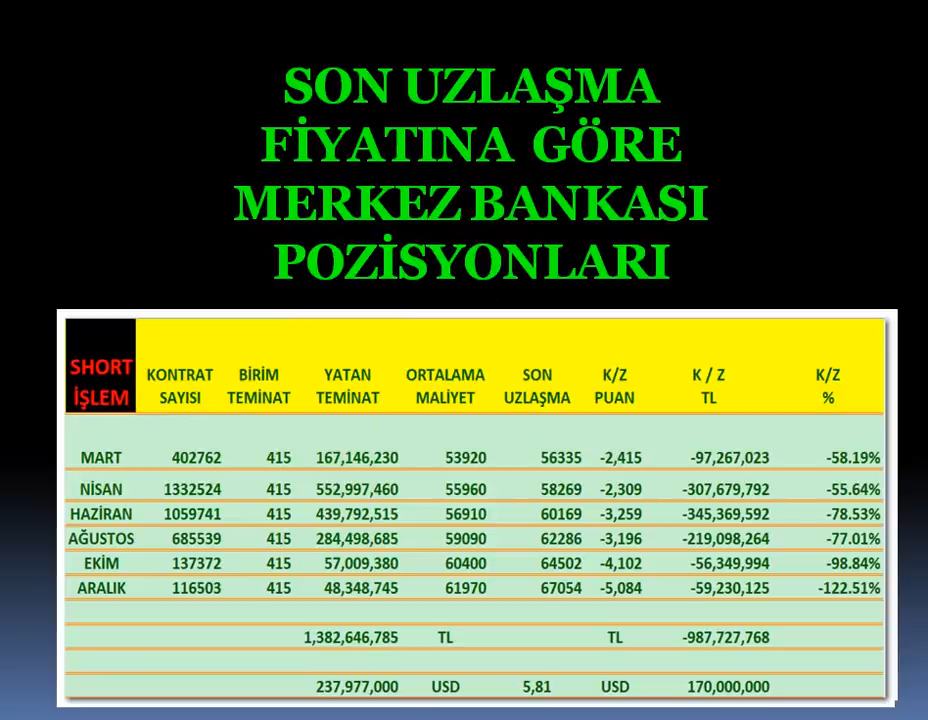 SON UZLAŞMA
FİYATINA GÖRE
MERKEZ BANKASI
POZİSYONLARI
SHORT İŞLEM KONTRAT SAYISI BİRİM TEMİNAT YATAN TEMİNAT ORTALAMA MALİYET SON UZLAŞMA K/Z PUAN K / Z TL K/Z %
MART 402762 415 167,146,230 53920 56335 -2,415 -97,267,023 -58.19%
NİSAN 1332524 415 552,997,460 55960 58269 -2,309 -307,679,792 -55.64%
HAZİRAN 1059741 415 439,792,515 56910 60169 -3,259 -345,369,592 -78.53%
AĞUSTOS 685539 415 284,498,685 59090 62286 -3,196 -219,098,264 -77.01%
EKİM 137372 415 57,009,380 60400 64502 -4,102 -56,349,994 -98.84%
ARALIK 116503 415 48,348,745 61970 67054 -5,084 -59,230,125 -122.51%
1,382,646,785 TL TL -987,727,768
237,977,000 USD 5,81 USD 170,000,000